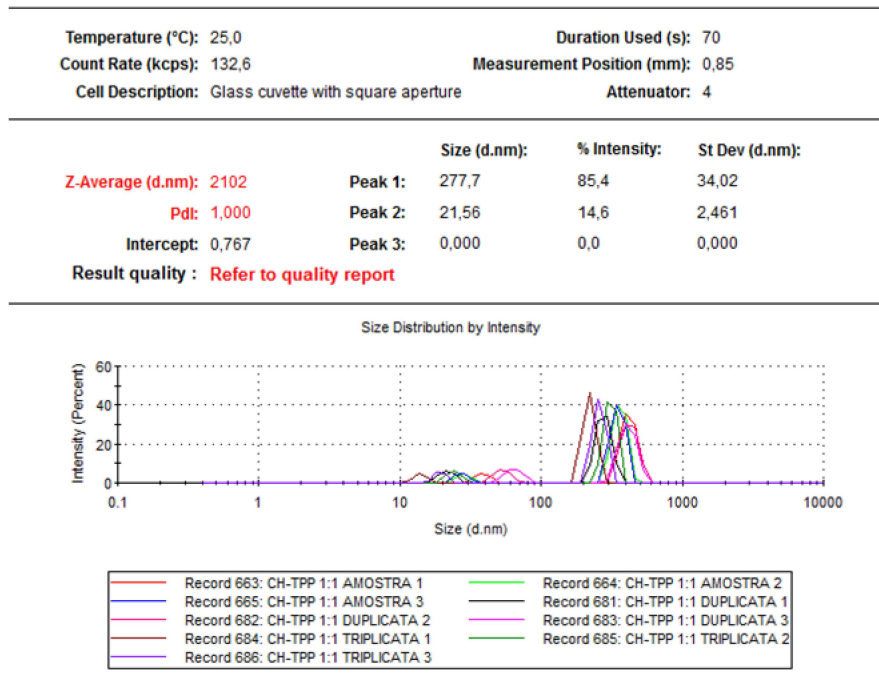 Temperature (°C): 25,0 Duration Used (s): 70
Count Rate (kcps): 132,6 Measurement Position (mm): 0,85
Cell Description: Glass cuvette with square aperture Attenuator: 4
Size (d.nm): % Intensity: St Dev (d.nm):
Z-Average (d.nm): 2102 Peak 1: 277,7 85,4 34,02
PdI: 1,000 Peak 2: 21,56 14,6 2,461
Intercept: 0,767 Peak 3: 0,000 0,0 0,000
Result quality : Refer to quality report
Size Distribution by Intensity
Intensity (Percent)
60
40
20
0
0.1 1 10 100 1000 10000
Size (d.nm)
Record 663: CH-TPP 1:1 AMOSTRA 1 Record 664: CH-TPP 1:1 AMOSTRA 2
Record 665: CH-TPP 1:1 AMOSTRA 3 Record 681: CH-TPP 1:1 DUPLICATA 1
Record 682: CH-TPP 1:1 DUPLICATA 2 Record 683: CH-TPP 1:1 DUPLICATA 3
Record 684: CH-TPP 1:1 TRIPLICATA 1 Record 685: CH-TPP 1:1 TRIPLICATA 2
Record 686: CH-TPP 1:1 TRIPLICATA 3